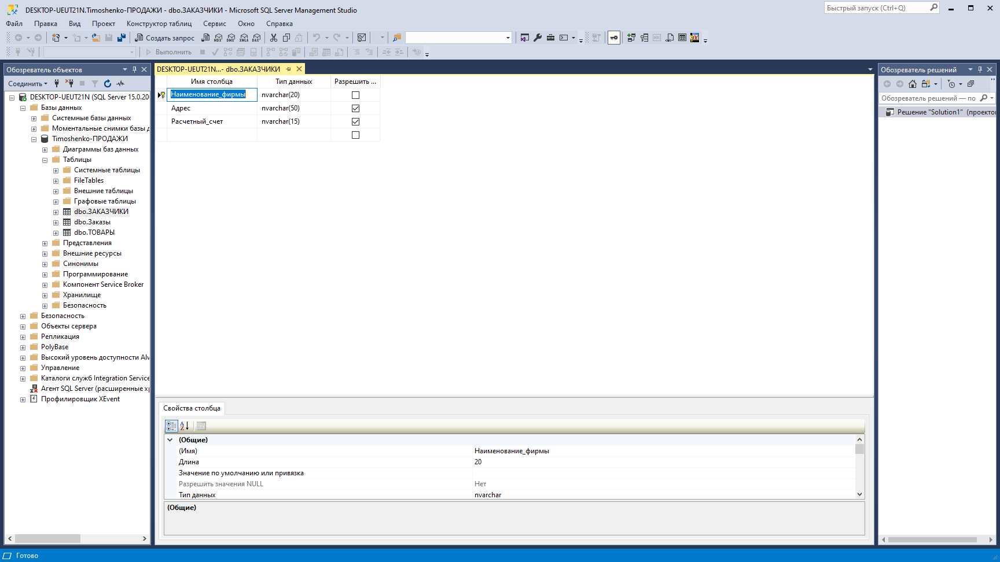 DESKTOP-UEUT21N.Timoshenko-ПРОДАЖИ - dbo.ЗАКАЗЧИКИ - Microsoft SQL Server Management Studio
Быстрый запуск (Ctrl+Q)
Файл Правка Вид Проект Конструктор таблиц Сервис Окно Справка
Создать запрос MDX DMX XMLA DAX
Выполнить
Обозреватель объектов
Соединить
DESKTOP-UEUT21N (SQL Server 15.0.20
Базы данных
Системные базы данных
Моментальные снимки базы д
Timoshenko-ПРОДАЖИ
Диаграммы баз данных
Таблицы
Системные таблицы
FileTables
Внешние таблицы
Графовые таблицы
dbo.ЗАКАЗЧИКИ
dbo.Заказы
dbo.ТОВАРЫ
Представления
Внешние ресурсы
Синонимы
Программирование
Компонент Service Broker
Хранилище
Безопасность
Безопасность
Объекты сервера
Репликация
PolyBase
Высокий уровень доступности Alw
Управление
Каталоги служб Integration Service
Агент SQL Server (расширенные хр
Профилировщик XEvent
DESKTOP-UEUT21N...- dbo.ЗАКАЗЧИКИ
Имя столбца Тип данных Разрешить ...
Наименование_фирмы nvarchar(20)
Адрес nvarchar(50)
Расчетный_счет nvarchar(15)
Свойства столбца
(Общие)
(Имя) Наименование_фирмы
Длина 20
Значение по умолчанию или привязка
Разрешить значения NULL Нет
Тип данных nvarchar
(Общие)
Обозреватель решений
Обозреватель решений — по
Решение "Solution1" (проектов
Готово